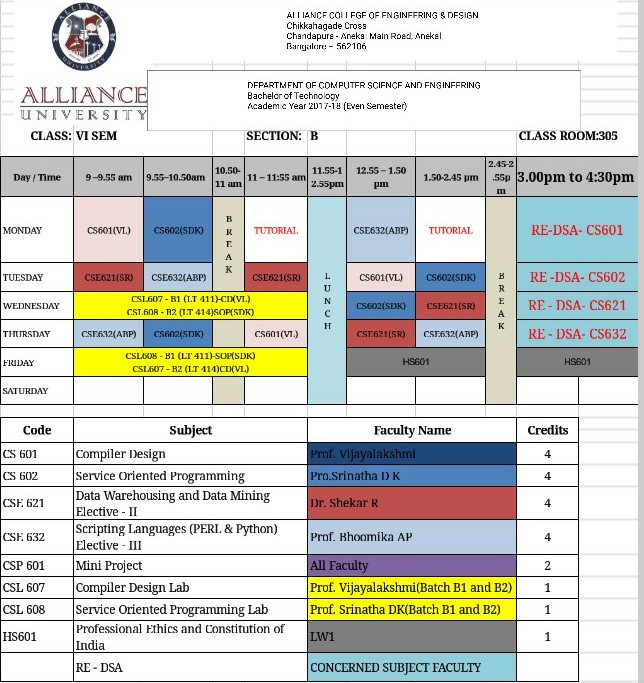 ALLIANCE COLLEGE OF ENGINEERING & DESIGN
Chikkahagade Cross
Chandapura - Anekal Main Road, Anekal
Bangalore – 562106
ALLIANCE
UNIVERSITY
DEPARTMENT OF COMPUTER SCIENCE AND ENGINEERING
Bachelor of Technology
Academic Year 2017-18 (Even Semester)
CLASS: VI SEM SECTION: B CLASS ROOM:305
Day / Time 9 –9.55 am 9.55–10.50am 10.50-11 am 11 – 11:55 am 11.55-12.55pm 12.55 – 1.50 pm 1.50-2.45 pm 2.45-2.55pm 3.00pm to 4:30pm
MONDAY CS601(VL) CS602(SDK) BREAK TUTORIAL LUNCH CSE632(ABP) TUTORIAL BREAK RE-DSA- CS601
TUESDAY CSE621(SR) CSE632(ABP) CSE621(SR) CS601(VL) CS602(SDK) RE -DSA- CS602
WEDNESDAY CSL607 - B1 (LT 411)-CD(VL)
CSL608 - B2 (LT 414)SOP(SDK) CS602(SDK) CSE621(SR) RE - DSA- CS621
THURSDAY CSE632(ABP) CS602(SDK) CS601(VL) CSE621(SR) CSE632(ABP) RE - DSA- CS632
FRIDAY CSL608 - B1 (LT 411)-SOP(SDK)
CSL607 - B2 (LT 414)CD(VL) HS601 HS601
SATURDAY
Code Subject Faculty Name Credits
CS 601 Compiler Design Prof. Vijayalakshmi 4
CS 602 Service Oriented Programming Pro.Srinatha D K 4
CSE 621 Data Warehousing and Data Mining
Elective - II Dr. Shekar R 4
CSE 632 Scripting Languages (PERL & Python)
Elective - III Prof. Bhoomika AP 4
CSP 601 Mini Project All Faculty 2
CSL 607 Compiler Design Lab Prof. Vijayalakshmi(Batch B1 and B2) 1
CSL 608 Service Oriented Programming Lab Prof. Srinatha DK(Batch B1 and B2) 1
HS601 Professional Ethics and Constitution of
India LW1 1
RE - DSA CONCERNED SUBJECT FACULTY